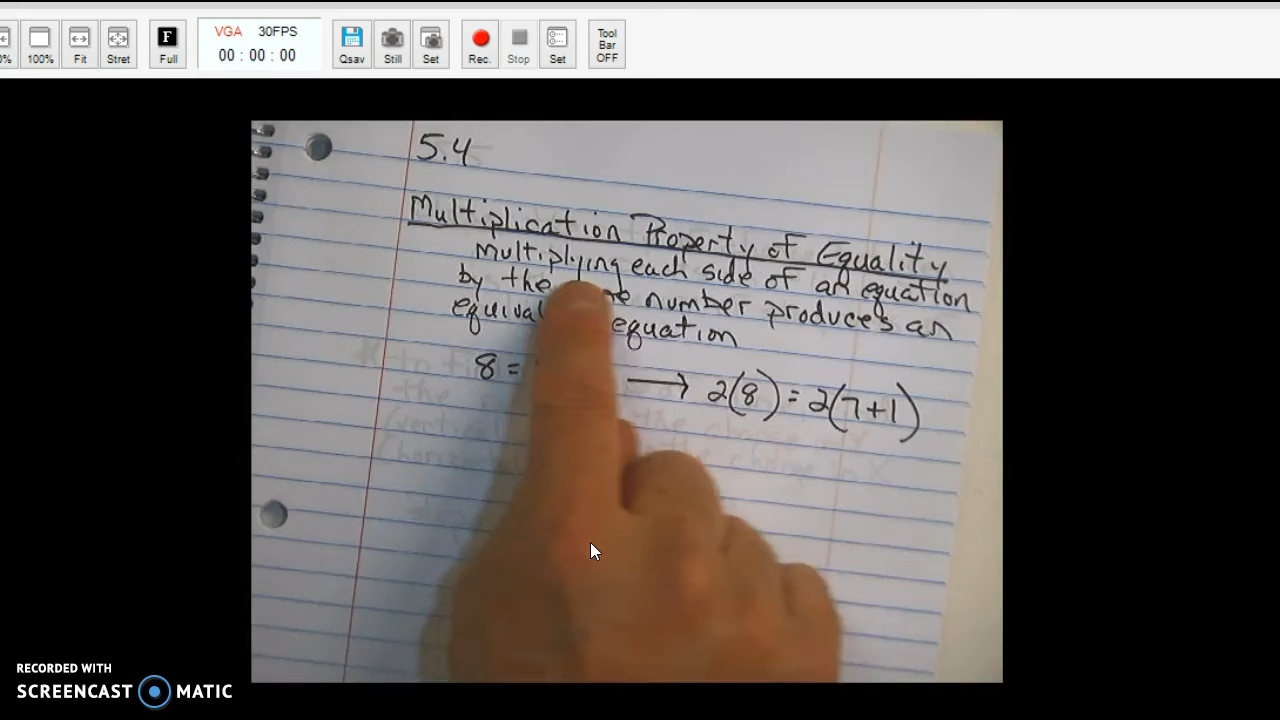 VGA 30FPS
00 : 00 : 00
0% 100% Fit Stret Full Qsav Still Set Rec. Stop Set
Tool
Bar
OFF
5.4
Multiplication Property of Equality
Multiplying each side of an equation
by the number produces an
equation
8 = → 2(8) = 2(7+1)
RECORDED WITH
SCREENCAST MATIC